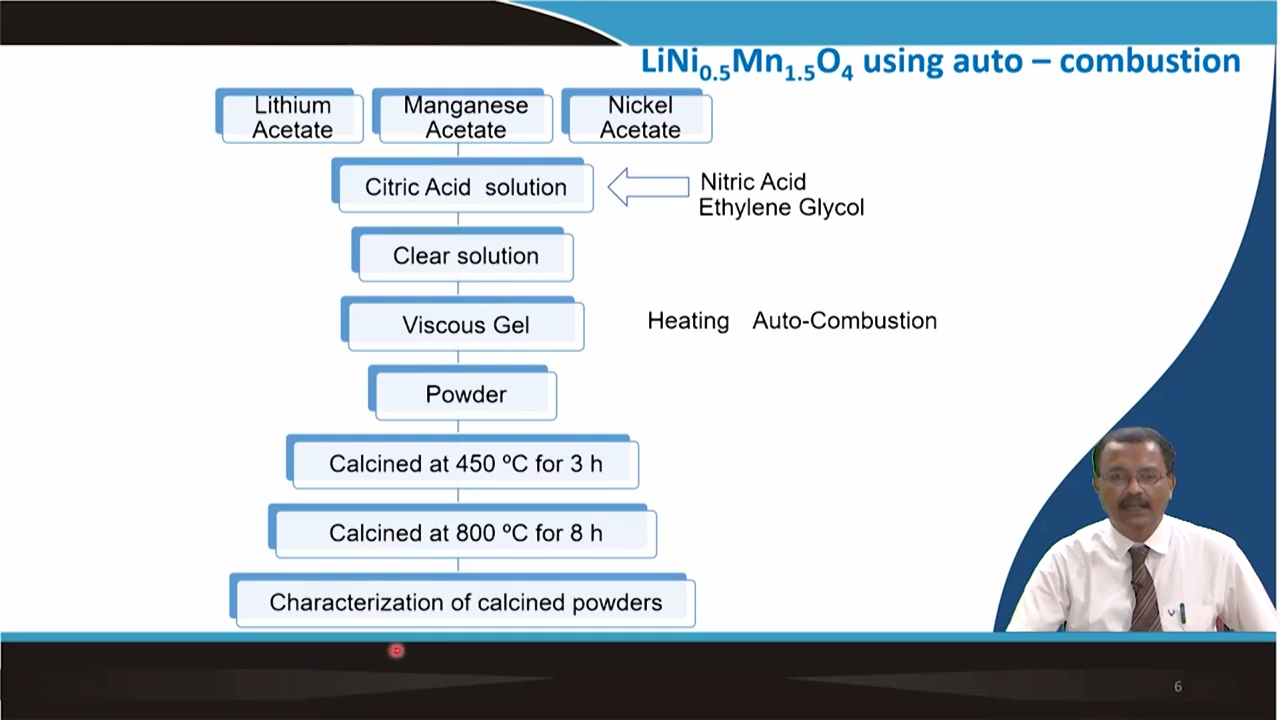 LiNi0.5Mn1.5O4 using auto – combustion
Lithium
Acetate
Manganese
Acetate
Nickel
Acetate
Citric Acid solution
Nitric Acid
Ethylene Glycol
Clear solution
Viscous Gel
Heating Auto-Combustion
Powder
Calcined at 450 ºC for 3 h
Calcined at 800 ºC for 8 h
Characterization of calcined powders
6